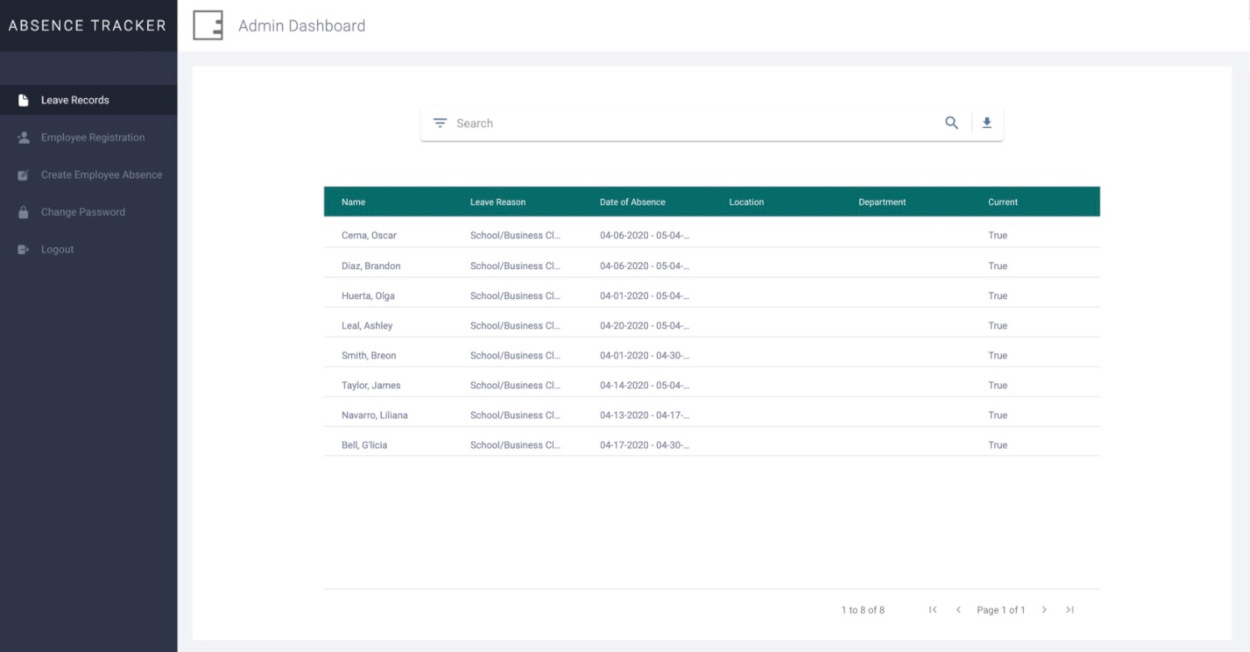 ABSENCE TRACKER
Admin Dashboard
Leave Records
Employee Registration
Create Employee Absence
Change Password
Logout
Search
Name Leave Reason Date of Absence Location Department Current
Cerna, Oscar School/Business Cl... 04-06-2020 - 05-04-... True
Diaz, Brandon School/Business Cl... 04-06-2020 - 05-04-... True
Huerta, Olga School/Business Cl... 04-01-2020 - 05-04-... True
Leal, Ashley School/Business Cl... 04-20-2020 - 05-04-... True
Smith, Breon School/Business Cl... 04-01-2020 - 04-30-... True
Taylor, James School/Business Cl... 04-14-2020 - 05-04-... True
Navarro, Liliana School/Business Cl... 04-13-2020 - 04-17-... True
Bell, G'licia School/Business Cl... 04-17-2020 - 04-30-... True
1 to 8 of 8 Page 1 of 1